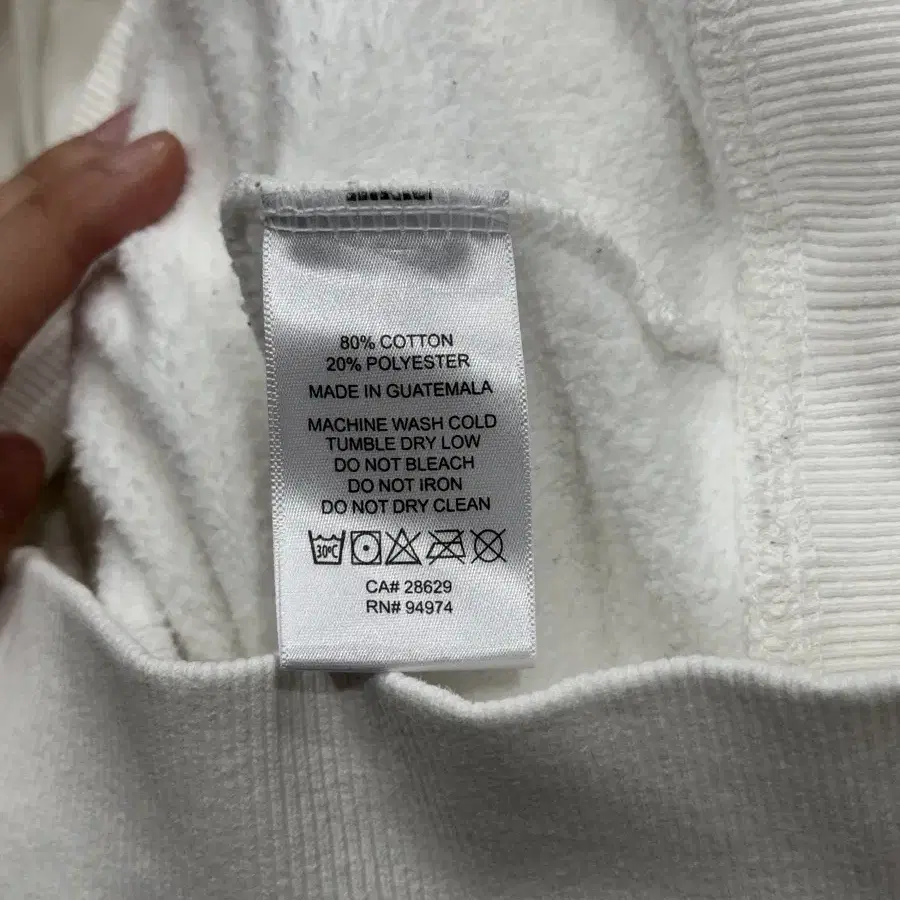 80% COTTON
20% POLYESTER
MADE IN GUATEMALA
MACHINE WASH COLD
TUMBLE DRY LOW
DO NOT BLEACH
DO NOT IRON
DO NOT DRY CLEAN
30°C
CA# 28629
RN# 94974